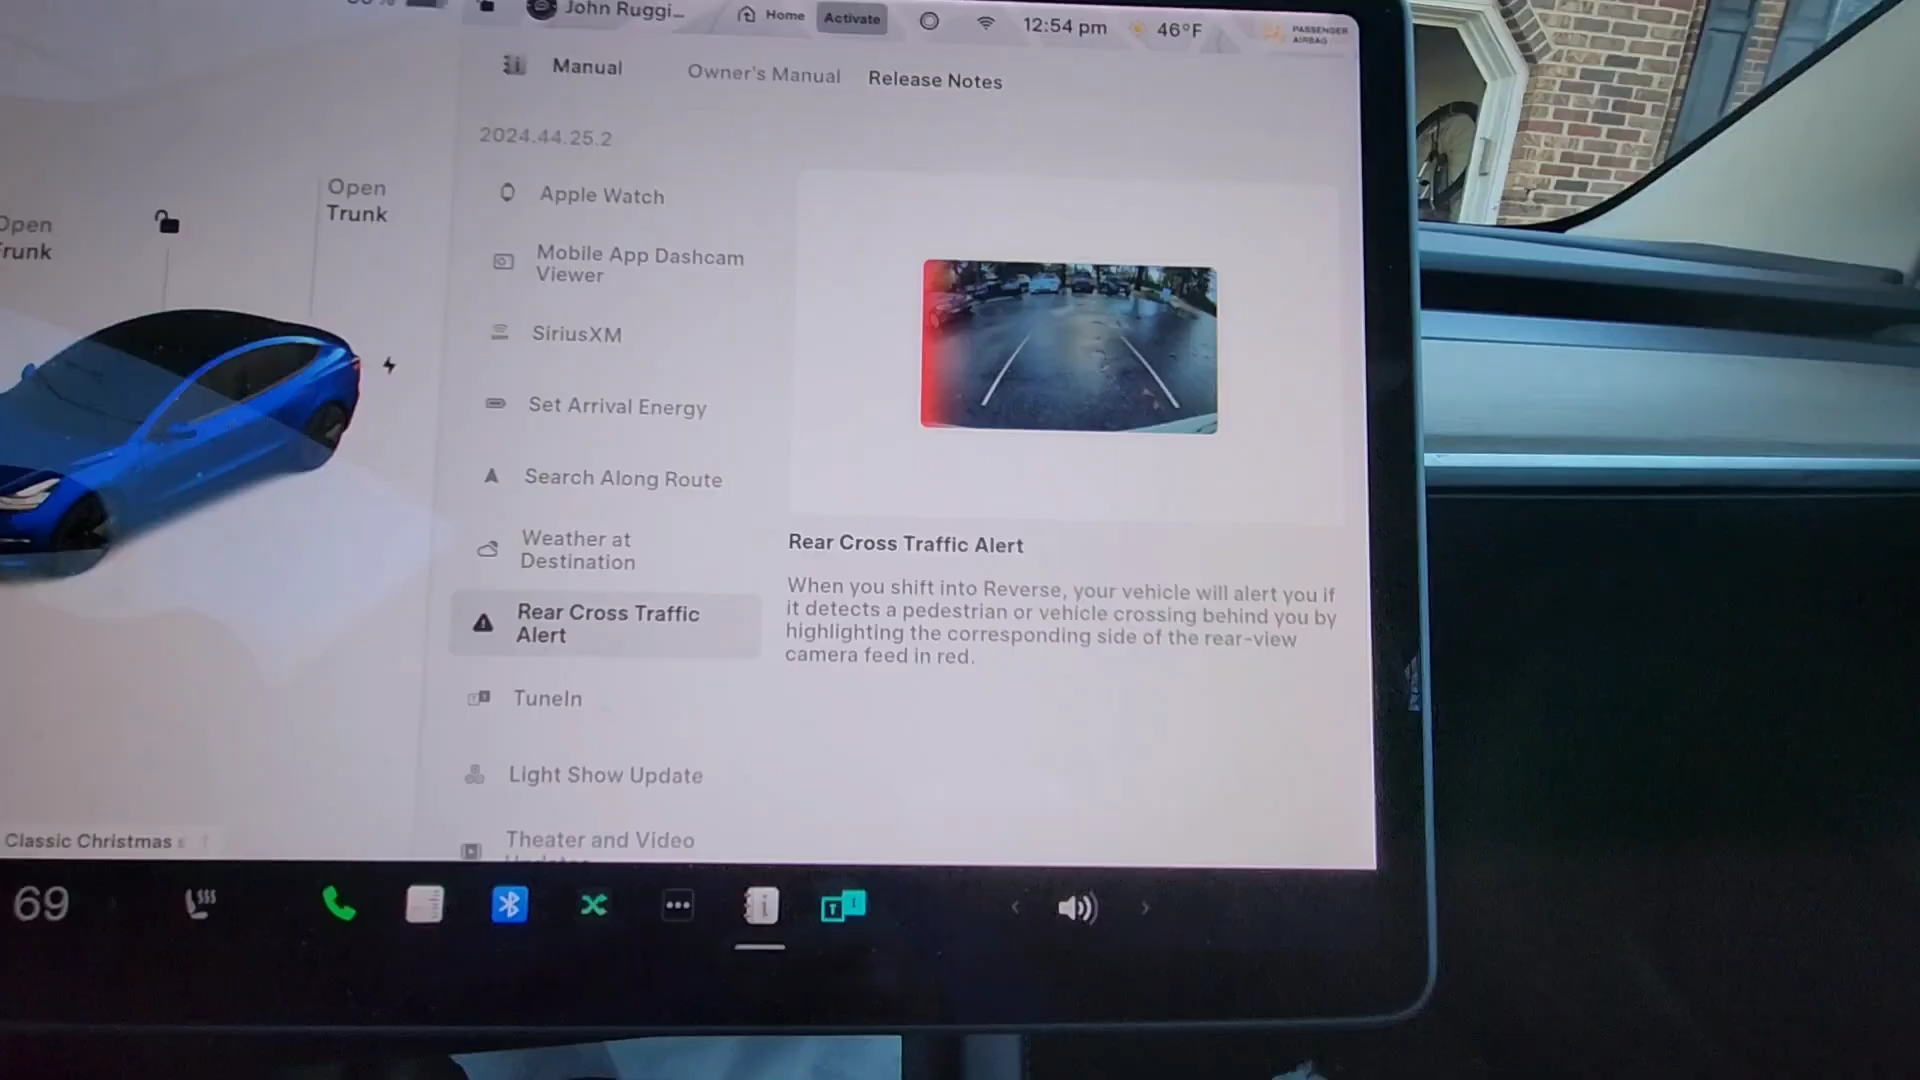 John Ruggi...
Home
Activate
12:54 pm
46°F
PASSENGER
AIRBAG
Manual
Owner's Manual
Release Notes
2024.44.25.2
Open
Trunk
Open
Apple Watch
Mobile App Dashcam
Viewer
SiriusXM
Set Arrival Energy
Search Along Route
Weather at
Destination
Rear Cross Traffic
Alert
TuneIn
Light Show Update
Theater and Video
Rear Cross Traffic Alert
When you shift into Reverse, your vehicle will alert you if
it detects a pedestrian or vehicle crossing behind you by
highlighting the corresponding side of the rear-view
camera feed in red.
Classic Christmas
69